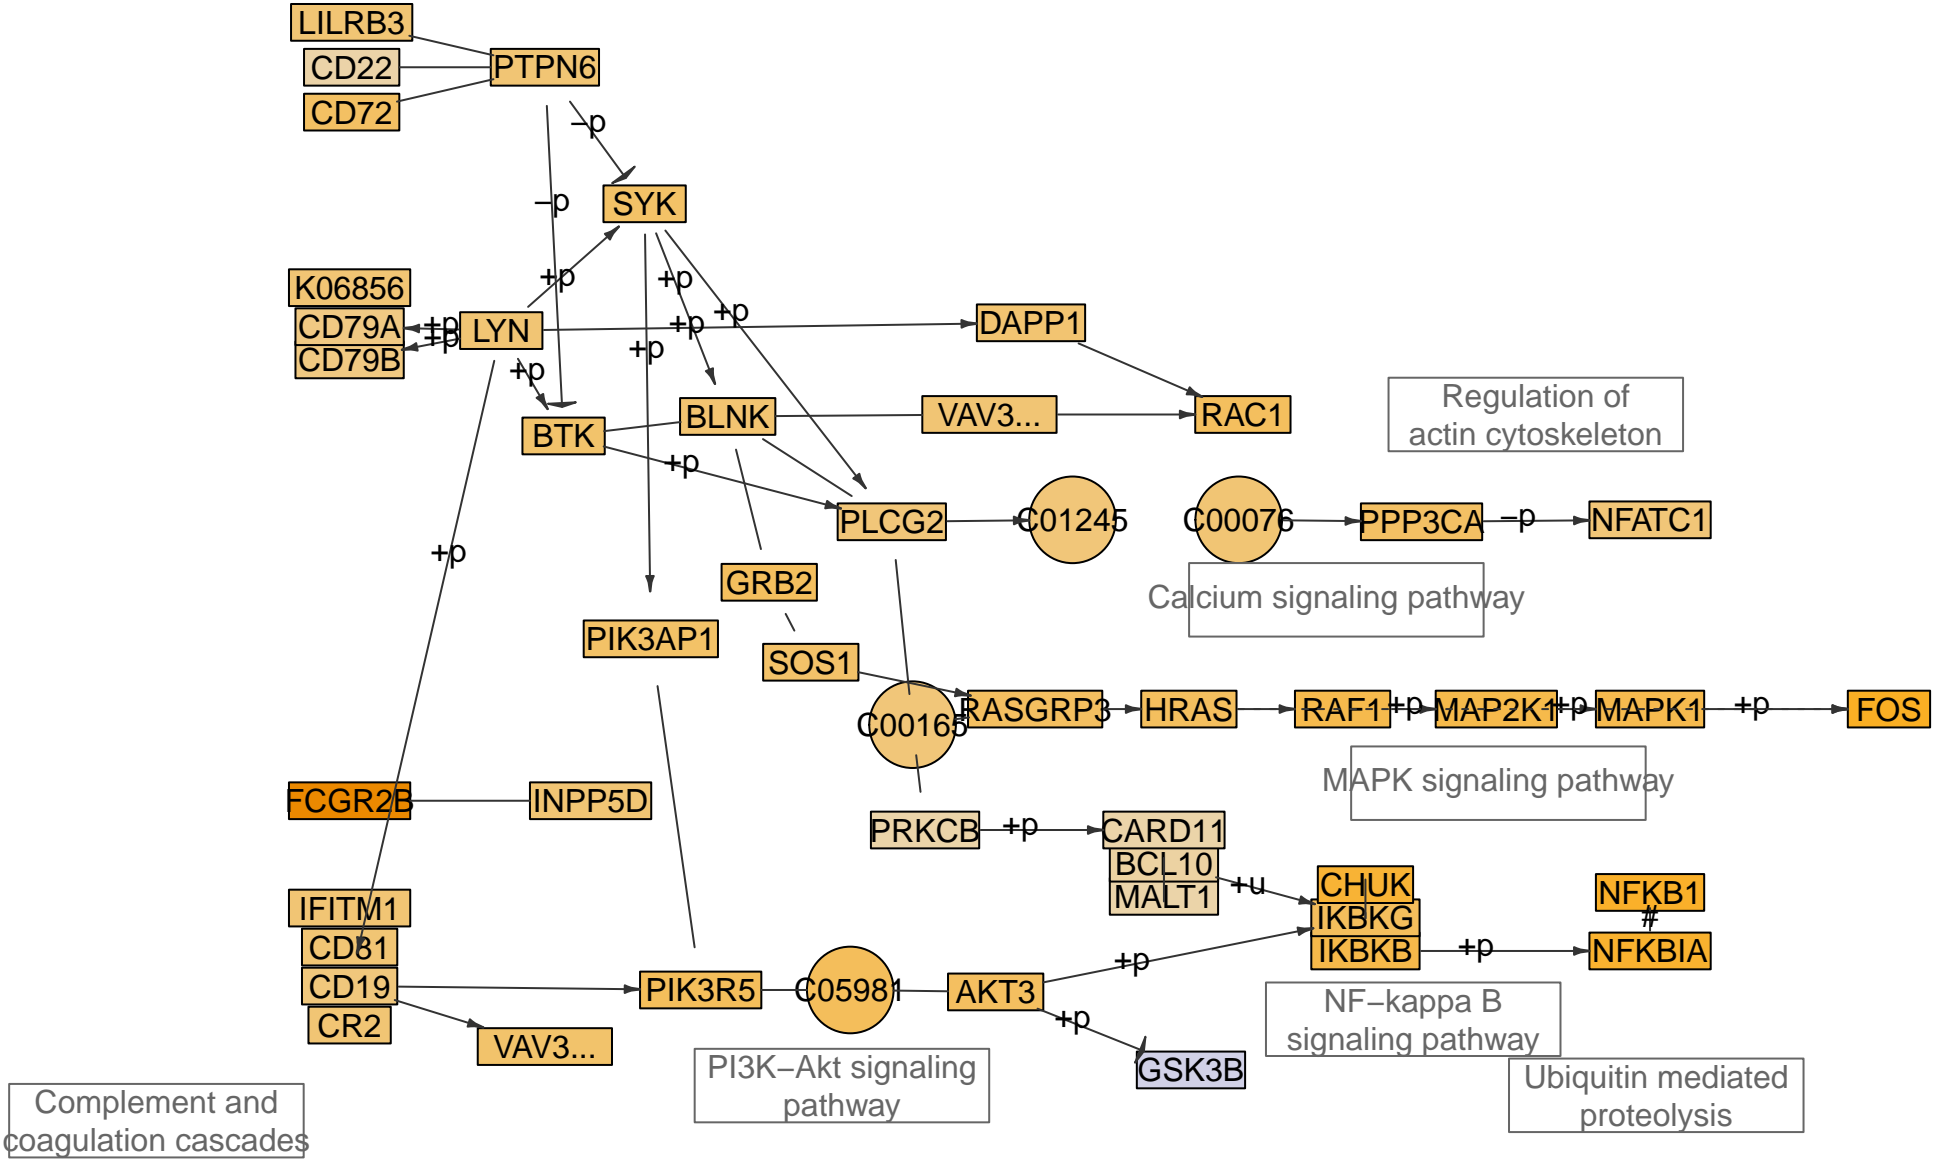 LILRB3
CD22
PTPN6
CD72
−p
−p
SYK
K06856
+p
+p
+p
CD79A
+p
LYN
+p
DAPP1
CD79B
+p
+p
+p
BTK
BLNK
VAV3...
RAC1
Regulation of
actin cytoskeleton
+p
PLCG2
C01245
C00076
PPP3CA
−p
NFATC1
+p
GRB2
Calcium signaling pathway
PIK3AP1
SOS1
C00165
RASGRP3
HRAS
RAF1
+p
MAP2K1
+p
MAPK1
+p
FOS
MAPK signaling pathway
FCGR2B
INPP5D
PRKCB
+p
CARD11
BCL10
MALT1
+u
CHUK
IKBKG
IKBKB
+p
NFKB1
#
NFKBIA
IFITM1
CD81
CD19
CR2
VAV3...
PIK3R5
C05981
AKT3
+p
+p
GSK3B
NF−kappa B
signaling pathway
PI3K−Akt signaling
pathway
Ubiquitin mediated
proteolysis
Complement and
coagulation cascades